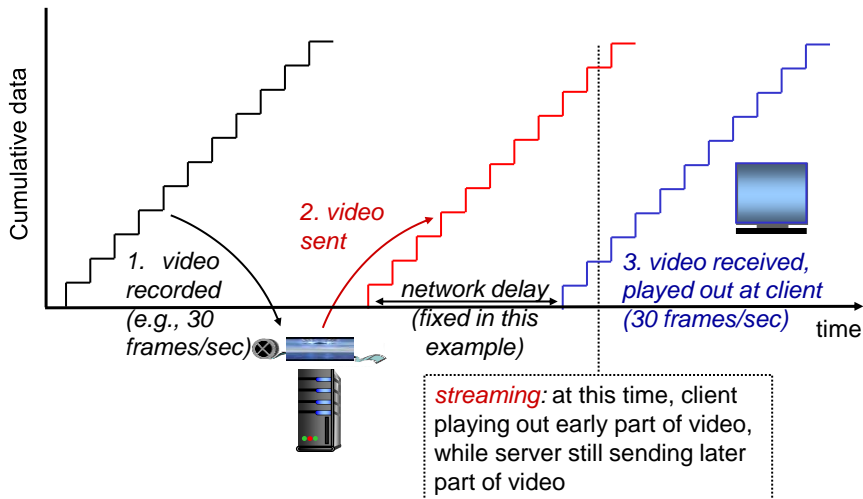 Cumulative data
1. video
recorded
(e.g., 30
frames/sec)
2. video
sent
network delay
(fixed in this
example)
3. video received,
played out at client
(30 frames/sec)
time
streaming: at this time, client
playing out early part of video,
while server still sending later
part of video